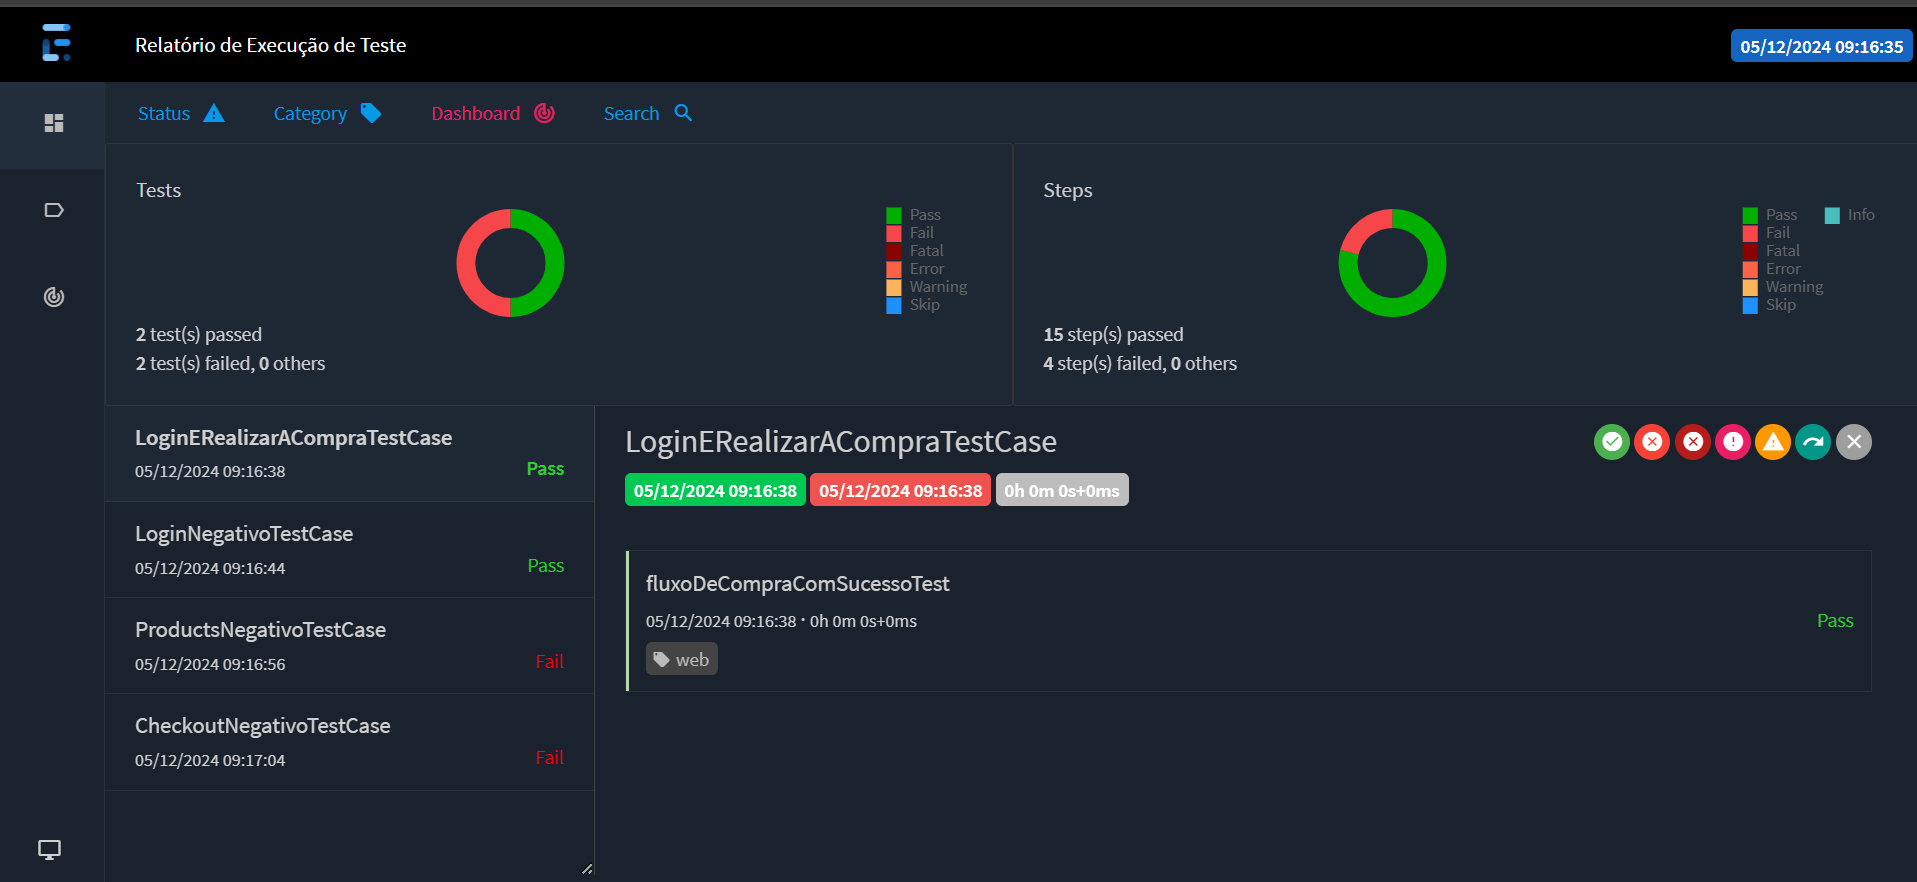 Relatório de Execução de Teste
05/12/2024 09:16:35
Status
Category
Dashboard
Search
Tests
Pass
Fail
Fatal
Error
Warning
Skip
2 test(s) passed
2 test(s) failed, 0 others
Steps
Pass
Info
Fail
Fatal
Error
Warning
Skip
15 step(s) passed
4 step(s) failed, 0 others
LoginERealizarACompraTestCase
05/12/2024 09:16:38
Pass
LoginNegativoTestCase
05/12/2024 09:16:44
Pass
ProductsNegativoTestCase
05/12/2024 09:16:56
Fail
CheckoutNegativoTestCase
05/12/2024 09:17:04
Fail
LoginERealizarACompraTestCase
05/12/2024 09:16:38 05/12/2024 09:16:38 0h 0m 0s+0ms
fluxoDeCompraComSucessoTest
05/12/2024 09:16:38 · 0h 0m 0s+0ms
Pass
web